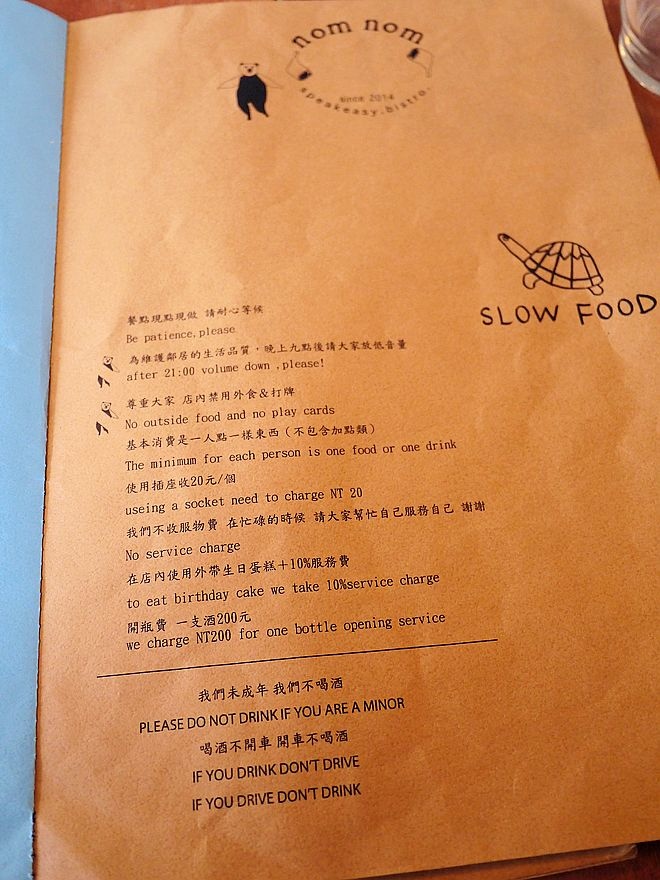 nom nom
since 2014
speakeasy.bistro.
SLOW FOOD
餐點現點現做 請耐心等候
Be patience,please
為維護鄰居的生活品質，晚上九點後請大家放低音量
after 21:00 volume down ,please!
尊重大家 店內禁用外食&打牌
No outside food and no play cards
基本消費是一人點一樣東西（不包含加點類）
The minimum for each person is one food or one drink
使用插座收20元/個
useing a socket need to charge NT 20
我們不收服物費 在忙碌的時候 請大家幫忙自己服務自己 謝謝
No service charge
在店內使用外帶生日蛋糕＋10%服務費
to eat birthday cake we take 10%service charge
開瓶費 一支酒200元
we charge NT200 for one bottle opening service
我們未成年 我們不喝酒
PLEASE DO NOT DRINK IF YOU ARE A MINOR
喝酒不開車 開車不喝酒
IF YOU DRINK DON'T DRIVE
IF YOU DRIVE DON'T DRINK